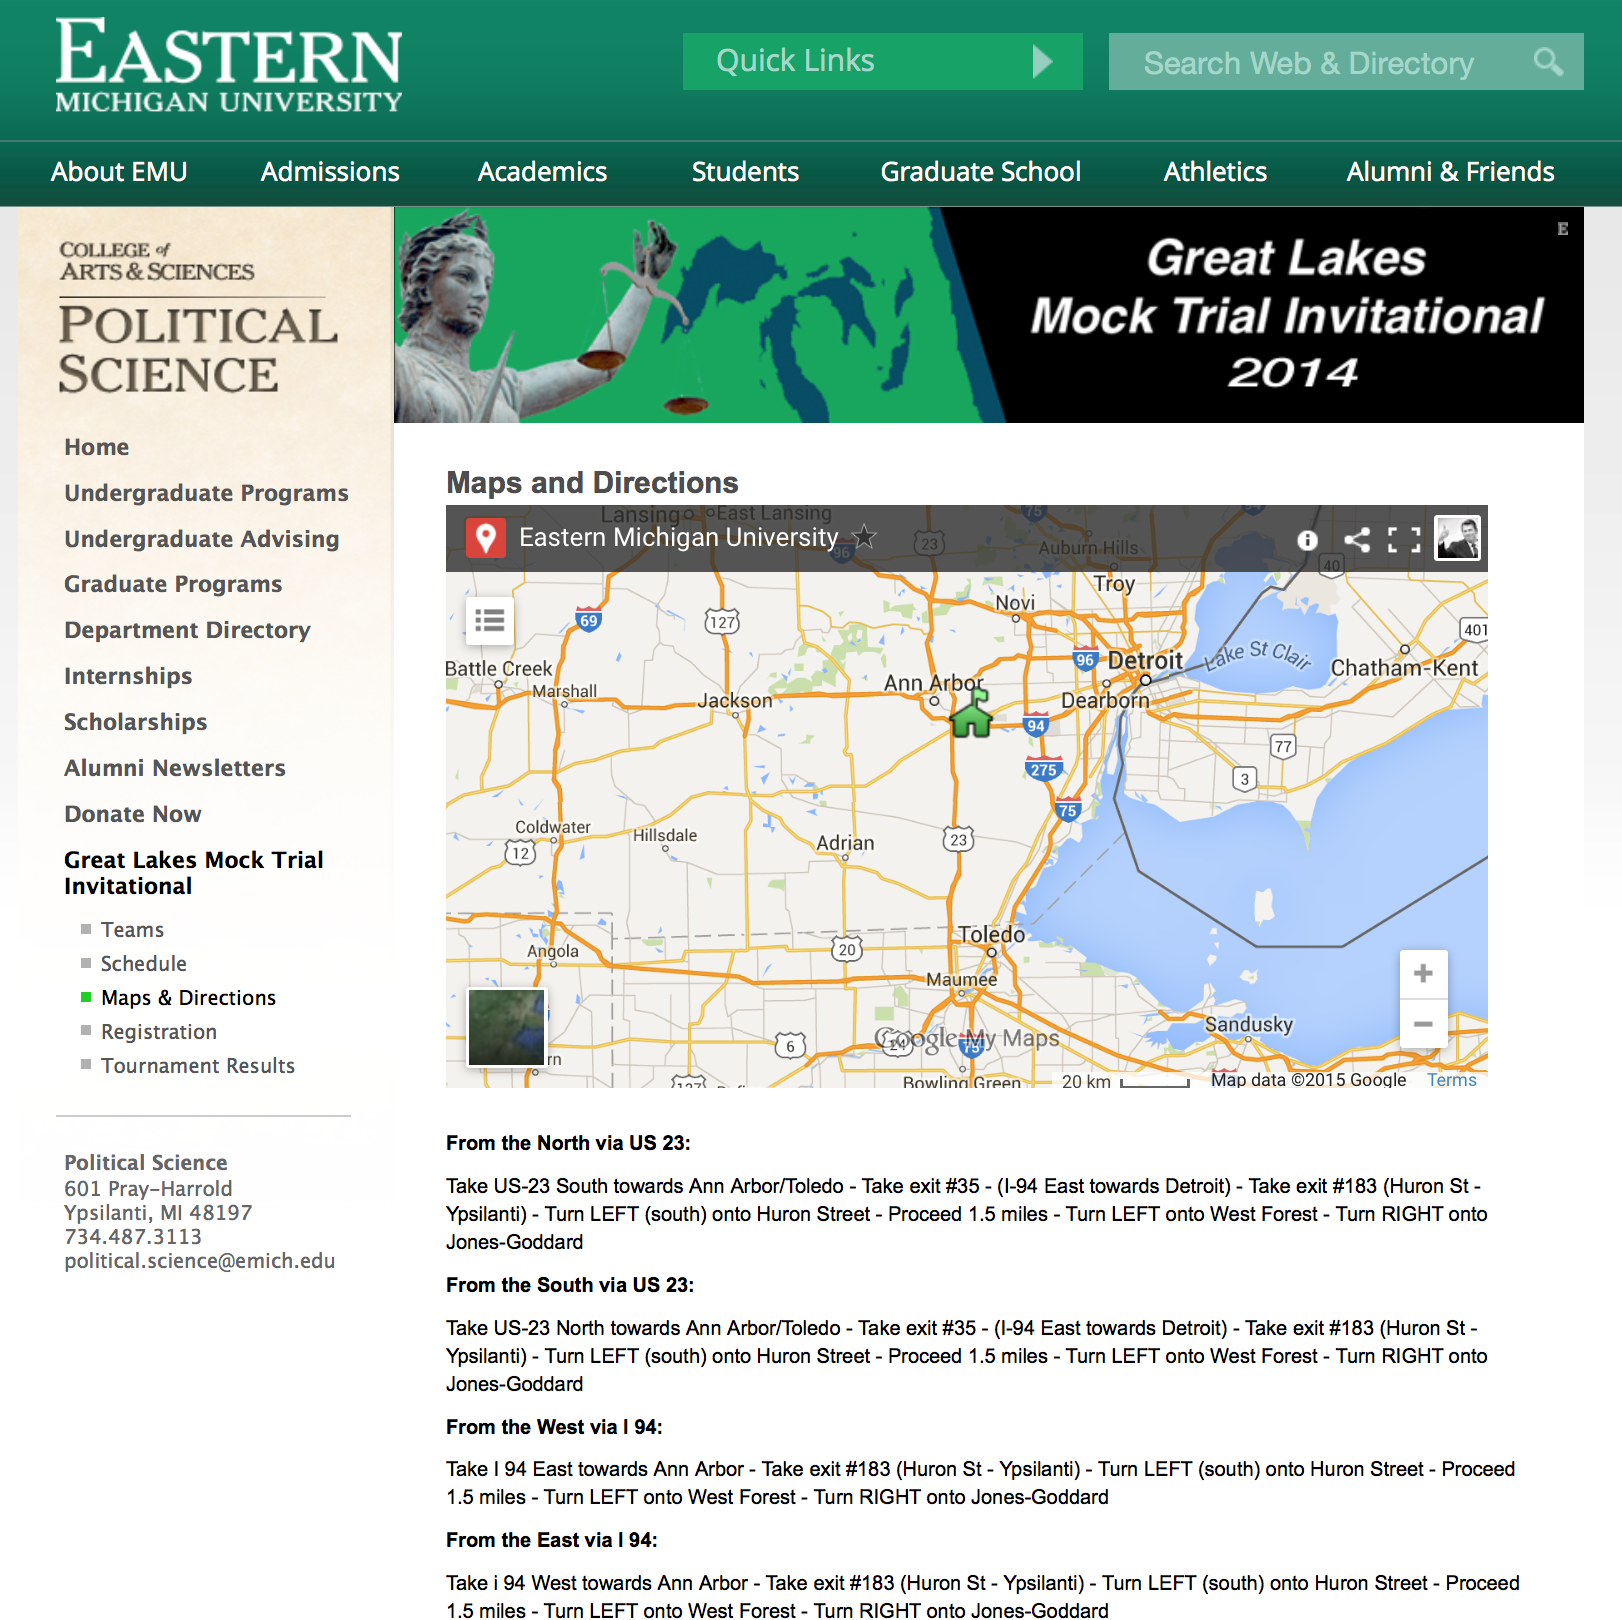 EASTERN
MICHIGAN UNIVERSITY
Quick Links
Search Web & Directory
About EMU
Admissions
Academics
Students
Graduate School
Athletics
Alumni & Friends
COLLEGE of
ARTS & SCIENCES
POLITICAL
SCIENCE
Home
Undergraduate Programs
Undergraduate Advising
Graduate Programs
Department Directory
Internships
Scholarships
Alumni Newsletters
Donate Now
Great Lakes Mock Trial
Invitational
Teams
Schedule
Maps & Directions
Registration
Tournament Results
Political Science
601 Pray-Harrold
Ypsilanti, MI 48197
734.487.3113
political.science@emich.edu
E
Great Lakes
Mock Trial Invitational
2014
Maps and Directions
Lansing
East Lansing
75
Eastern Michigan University
96
23
Auburn Hills
40
Troy
Novi
69
127
401
Battle Creek
Marshall
Jackson
Ann Arbor
96
Detroit
Lake St Clair
Chatham-Kent
Dearborn
94
77
275
3
75
Coldwater
12
Hillsdale
Adrian
23
Angola
20
Toledo
Maumee
6
24
75
Google My Maps
Sandusky
127
Bowling Green
20 km
Map data ©2015 Google
Terms
From the North via US 23:
Take US-23 South towards Ann Arbor/Toledo - Take exit #35 - (I-94 East towards Detroit) - Take exit #183 (Huron St -
Ypsilanti) - Turn LEFT (south) onto Huron Street - Proceed 1.5 miles - Turn LEFT onto West Forest - Turn RIGHT onto
Jones-Goddard
From the South via US 23:
Take US-23 North towards Ann Arbor/Toledo - Take exit #35 - (I-94 East towards Detroit) - Take exit #183 (Huron St -
Ypsilanti) - Turn LEFT (south) onto Huron Street - Proceed 1.5 miles - Turn LEFT onto West Forest - Turn RIGHT onto
Jones-Goddard
From the West via I 94:
Take I 94 East towards Ann Arbor - Take exit #183 (Huron St - Ypsilanti) - Turn LEFT (south) onto Huron Street - Proceed
1.5 miles - Turn LEFT onto West Forest - Turn RIGHT onto Jones-Goddard
From the East via I 94:
Take i 94 West towards Ann Arbor - Take exit #183 (Huron St - Ypsilanti) - Turn LEFT (south) onto Huron Street - Proceed
1.5 miles - Turn LEFT onto West Forest - Turn RIGHT onto Jones-Goddard